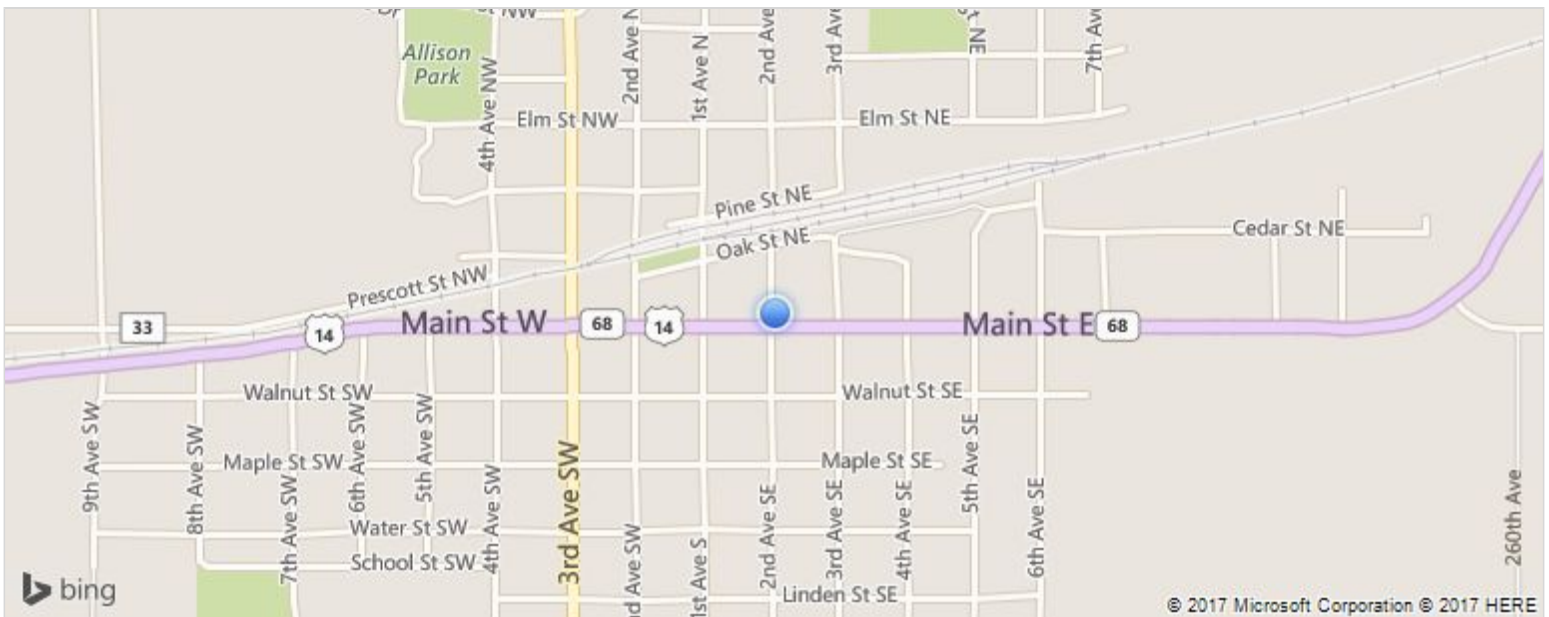 St NW
2nd Ave N
1st Ave N
2nd Ave
3rd Ave
St NE
7th Ave
Allison
Park
4th Ave NW
Elm St NW
Elm St NE
Pine St NE
Oak St NE
Cedar St NE
Prescott St NW
33
14
Main St W
68
14
Main St E
68
Walnut St SW
Walnut St SE
9th Ave SW
8th Ave SW
Maple St SW
7th Ave SW
6th Ave SW
5th Ave SW
4th Ave SW
3rd Ave SW
Maple St SE
2nd Ave SE
3rd Ave SE
4th Ave SE
5th Ave SE
6th Ave SE
260th Ave
Water St SW
School St SW
nd Ave SW
1st Ave S
Linden St SE
bing
© 2017 Microsoft Corporation © 2017 HERE